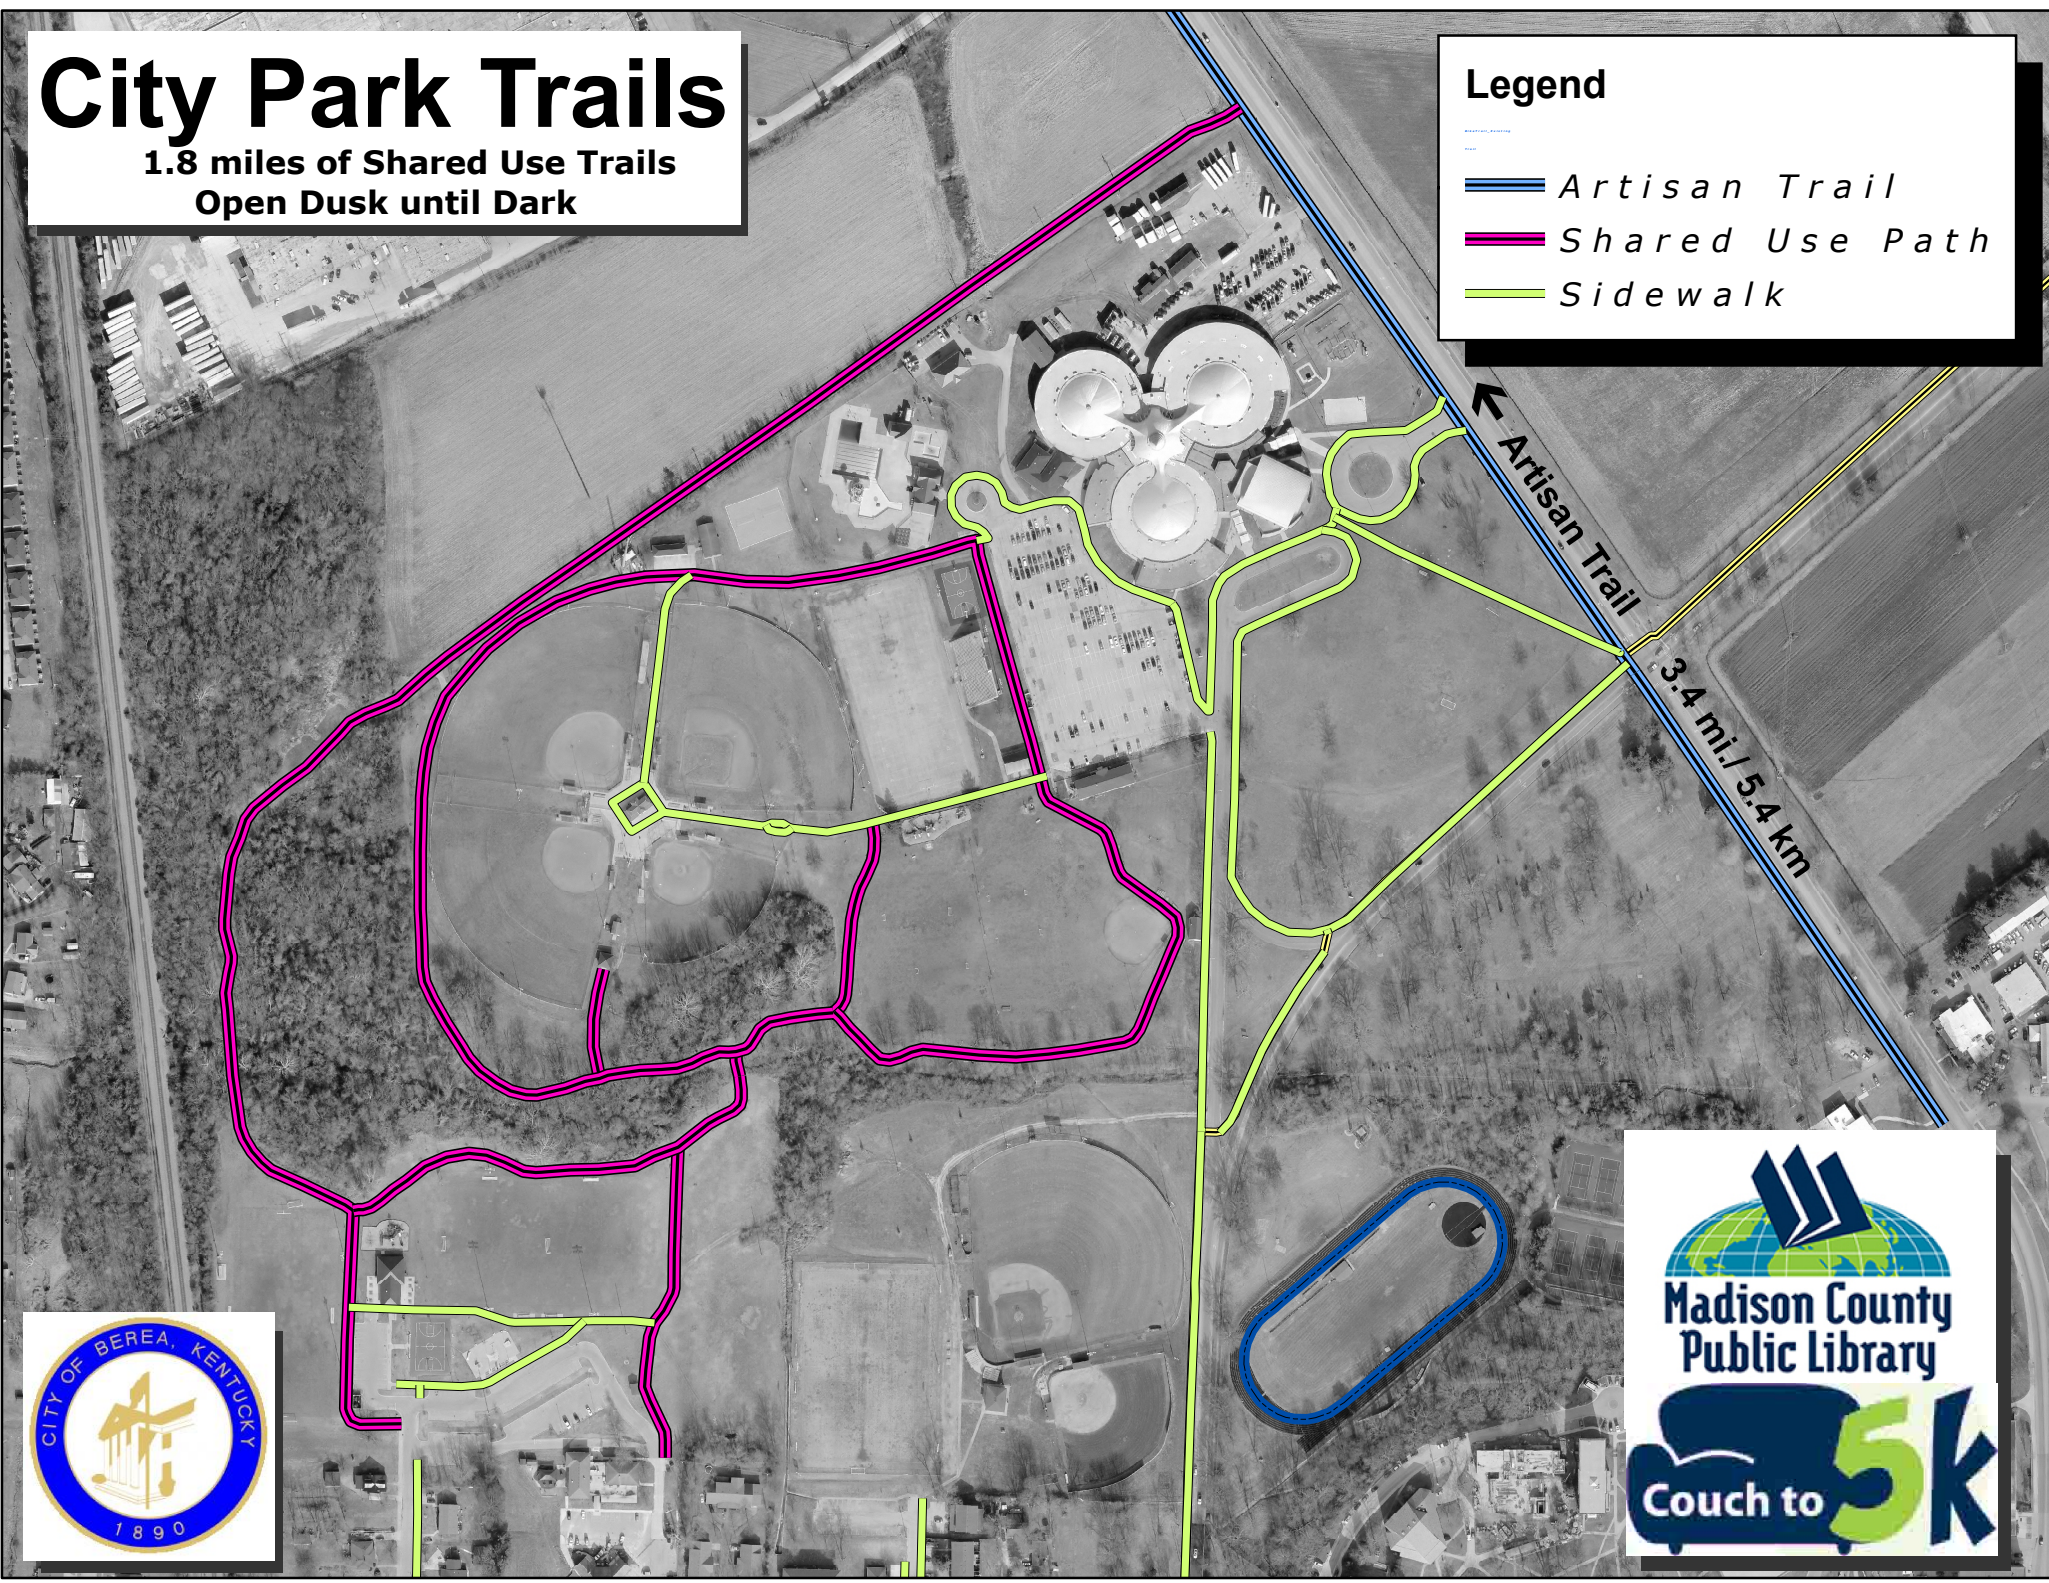 City Park Trails
1.8 miles of Shared Use Trails
Open Dusk until Dark
Legend
Artisan Trail
Shared Use Path
Sidewalk
Artisan Trail
3.4 mi./ 5.4 km
CITY OF BEREA, KENTUCKY
1890
Madison County
Public Library
Couch to 5k